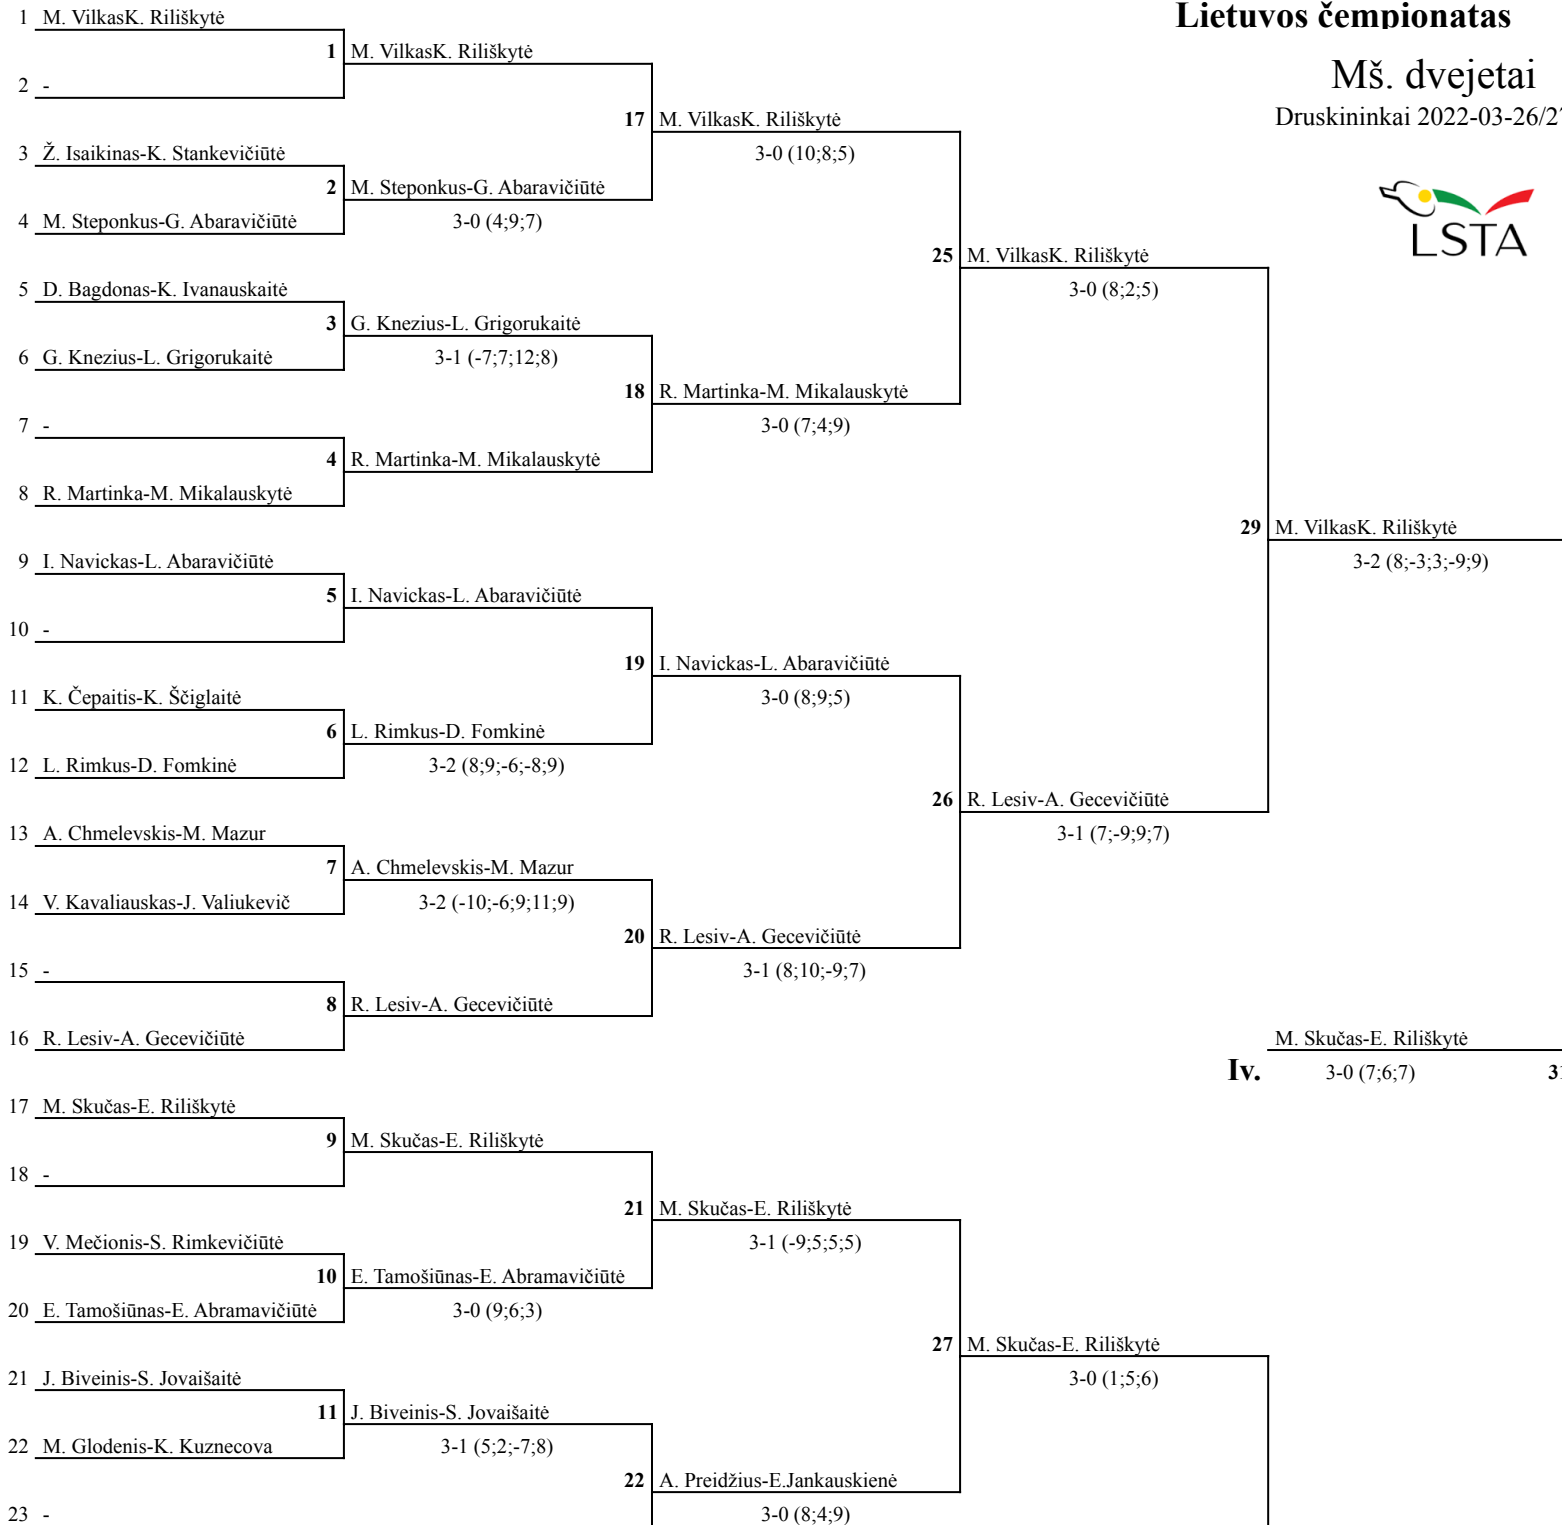 Lietuvos čempionatas
Mš. dvejetai
Druskininkai 2022-03-26/27
LSTA
1 M. VilkasK. Riliškytė
1 M. VilkasK. Riliškytė
2 -
17 M. VilkasK. Riliškytė
3-0 (10;8;5)
3 Ž. Isaikinas-K. Stankevičiūtė
2 M. Steponkus-G. Abaravičiūtė
4 M. Steponkus-G. Abaravičiūtė
3-0 (4;9;7)
25 M. VilkasK. Riliškytė
3-0 (8;2;5)
5 D. Bagdonas-K. Ivanauskaitė
3 G. Knezius-L. Grigorukaitė
6 G. Knezius-L. Grigorukaitė
3-1 (-7;7;12;8)
18 R. Martinka-M. Mikalauskytė
3-0 (7;4;9)
7 -
4 R. Martinka-M. Mikalauskytė
8 R. Martinka-M. Mikalauskytė
29 M. VilkasK. Riliškytė
3-2 (8;-3;3;-9;9)
9 I. Navickas-L. Abaravičiūtė
5 I. Navickas-L. Abaravičiūtė
10 -
19 I. Navickas-L. Abaravičiūtė
3-0 (8;9;5)
11 K. Čepaitis-K. Ščiglaitė
6 L. Rimkus-D. Fomkinė
12 L. Rimkus-D. Fomkinė
3-2 (8;9;-6;-8;9)
26 R. Lesiv-A. Gecevičiūtė
3-1 (7;-9;9;7)
13 A. Chmelevskis-M. Mazur
7 A. Chmelevskis-M. Mazur
14 V. Kavaliauskas-J. Valiukevič
3-2 (-10;-6;9;11;9)
20 R. Lesiv-A. Gecevičiūtė
3-1 (8;10;-9;7)
15 -
8 R. Lesiv-A. Gecevičiūtė
16 R. Lesiv-A. Gecevičiūtė
M. Skučas-E. Riliškytė
Iv. 3-0 (7;6;7) 31
17 M. Skučas-E. Riliškytė
9 M. Skučas-E. Riliškytė
18 -
21 M. Skučas-E. Riliškytė
3-1 (-9;5;5;5)
19 V. Mečionis-S. Rimkevičiūtė
10 E. Tamošiūnas-E. Abramavičiūtė
20 E. Tamošiūnas-E. Abramavičiūtė
3-0 (9;6;3)
27 M. Skučas-E. Riliškytė
3-0 (1;5;6)
21 J. Biveinis-S. Jovaišaitė
11 J. Biveinis-S. Jovaišaitė
22 M. Glodenis-K. Kuznecova
3-1 (5;2;-7;8)
22 A. Preidžius-E.Jankauskienė
3-0 (8;4;9)
23 -